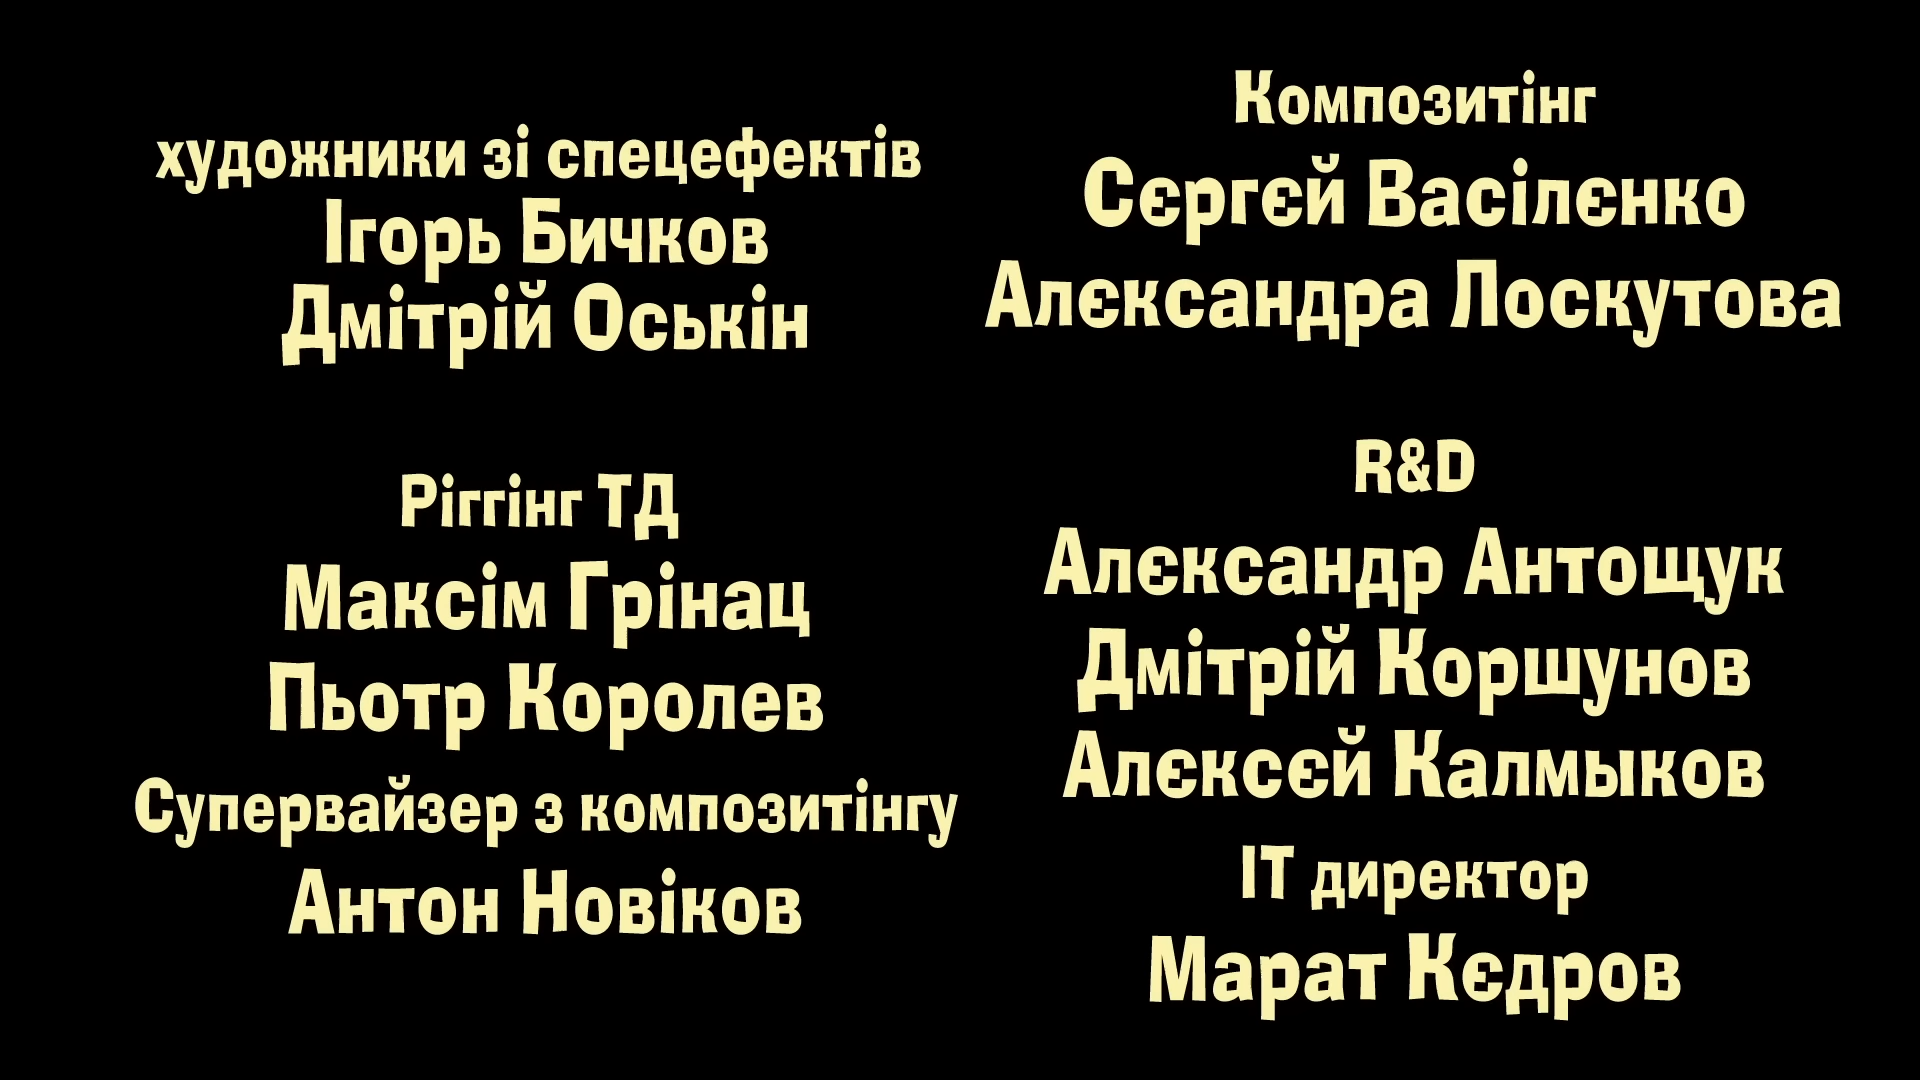 художники зі спецефектів
Ігорь Бичков
Дмітрій Оськін
Ріггінг ТД
Максім Грінац
Пьотр Королев
Супервайзер з композитінгу
Антон Новіков
Композитінг
Сєргєй Васілєнко
Алєксандра Лоскутова
R&D
Алєксандр Антощук
Дмітрій Коршунов
Алєксєй Калмыков
ІТ директор
Марат Кєдров